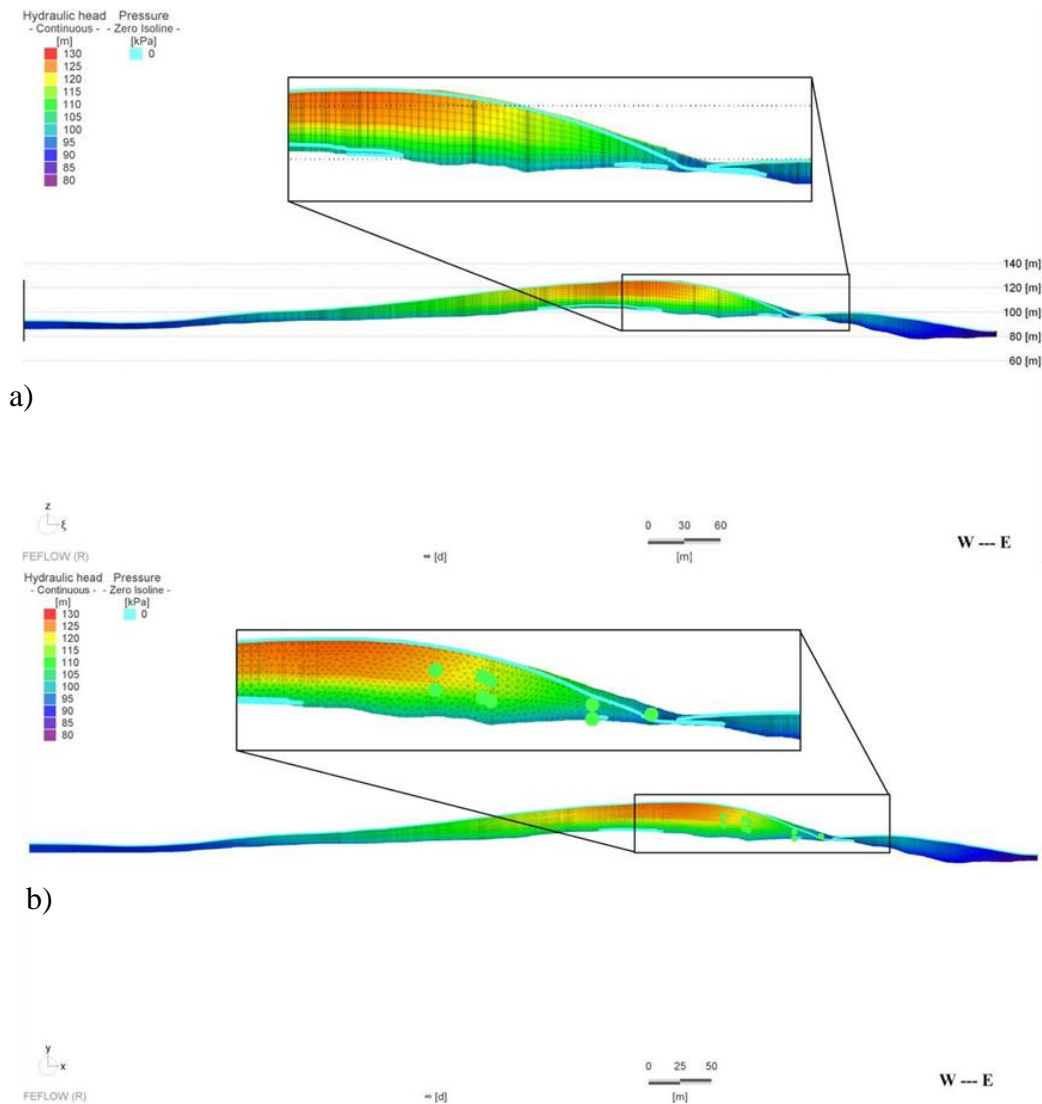 Hydraulic head Pressure
- Continuous - - Zero Isoline -
[m] [kPa]
130 0
125
120
115
110
105
100
95
90
85
80
140 [m]
120 [m]
100 [m]
80 [m]
60 [m]
a)
z
ξ
0 30 60
[m]
W --- E
FEFLOW (R)
∞ [d]
Hydraulic head Pressure
- Continuous - - Zero Isoline -
[m] [kPa]
130 0
125
120
115
110
105
100
95
90
85
80
b)
y
x
0 25 50
[m]
W --- E
FEFLOW (R)
∞ [d]